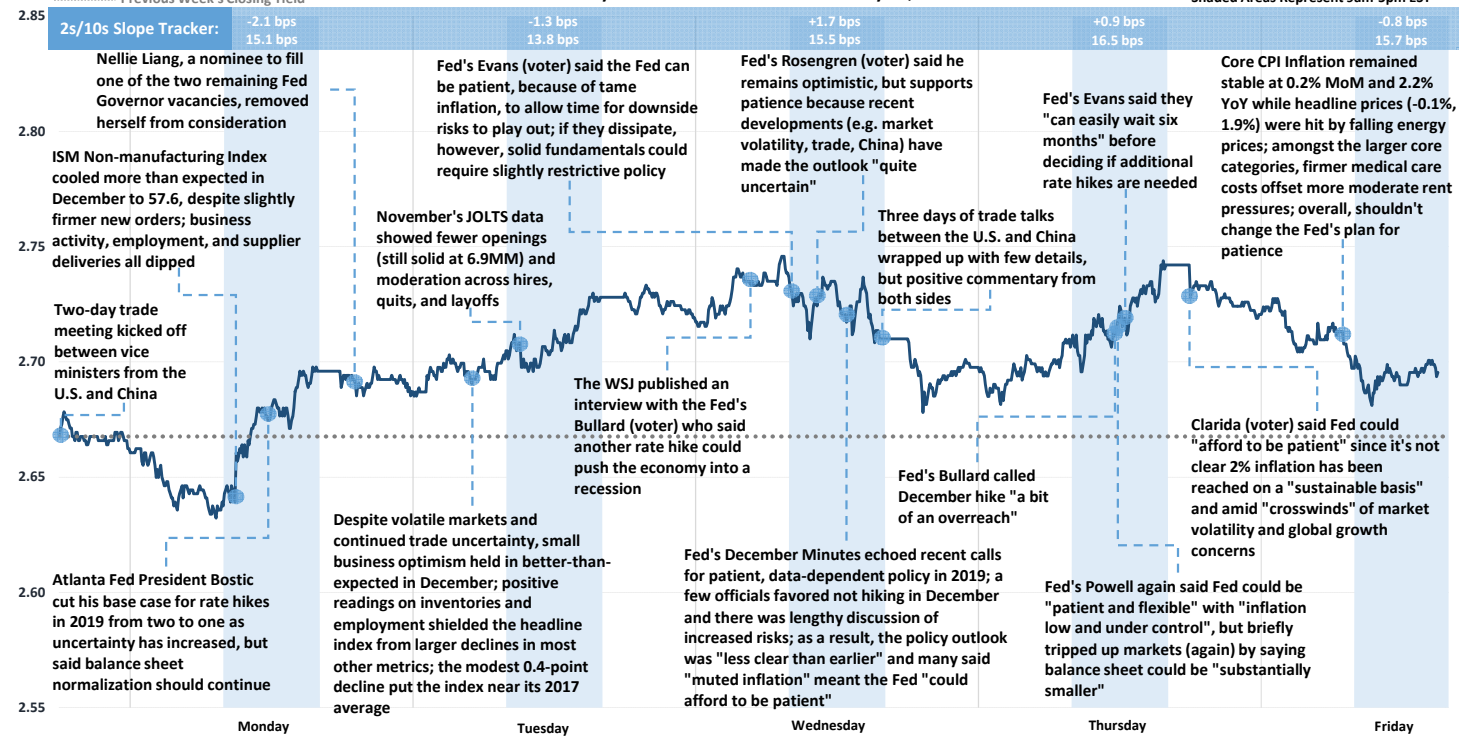 Previous Week's Closing Yield
Shaded Areas Represent 9am-5pm EST
2.85
2s/10s Slope Tracker:
-2.1 bps
15.1 bps
-1.3 bps
13.8 bps
+1.7 bps
15.5 bps
+0.9 bps
16.5 bps
-0.8 bps
15.7 bps
Nellie Liang, a nominee to fill
one of the two remaining Fed
Governor vacancies, removed
herself from consideration
Fed's Evans (voter) said the Fed can
be patient, because of tame
inflation, to allow time for downside
risks to play out; if they dissipate,
however, solid fundamentals could
require slightly restrictive policy
Fed's Rosengren (voter) said he
remains optimistic, but supports
patience because recent
developments (e.g. market
volatility, trade, China) have
made the outlook "quite
uncertain"
Fed's Evans said they
"can easily wait six
months" before
deciding if additional
rate hikes are needed
Core CPI Inflation remained
stable at 0.2% MoM and 2.2%
YoY while headline prices (-0.1%,
1.9%) were hit by falling energy
prices; amongst the larger core
categories, firmer medical care
costs offset more moderate rent
pressures; overall, shouldn't
change the Fed's plan for
patience
2.80
ISM Non-manufacturing Index
cooled more than expected in
December to 57.6, despite slightly
firmer new orders; business
activity, employment, and supplier
deliveries all dipped
November's JOLTS data
showed fewer openings
(still solid at 6.9MM) and
moderation across hires,
quits, and layoffs
Three days of trade talks
between the U.S. and China
wrapped up with few details,
but positive commentary from
both sides
2.75
Two-day trade
meeting kicked off
between vice
ministers from the
U.S. and China
2.70
The WSJ published an
interview with the Fed's
Bullard (voter) who said
another rate hike could
push the economy into a
recession
Clarida (voter) said Fed could
"afford to be patient" since it's not
clear 2% inflation has been
reached on a "sustainable basis"
and amid "crosswinds" of market
volatility and global growth
concerns
2.65
Fed's Bullard called
December hike "a bit
of an overreach"
Despite volatile markets and
continued trade uncertainty, small
business optimism held in better-than-
expected in December; positive
readings on inventories and
employment shielded the headline
index from larger declines in most
other metrics; the modest 0.4-point
decline put the index near its 2017
average
Fed's December Minutes echoed recent calls
for patient, data-dependent policy in 2019; a
few officials favored not hiking in December
and there was lengthy discussion of
increased risks; as a result, the policy outlook
was "less clear than earlier" and many said
"muted inflation" meant the Fed "could
afford to be patient"
Atlanta Fed President Bostic
cut his base case for rate hikes
in 2019 from two to one as
uncertainty has increased, but
said balance sheet
normalization should continue
Fed's Powell again said Fed could be
"patient and flexible" with "inflation
low and under control", but briefly
tripped up markets (again) by saying
balance sheet could be "substantially
smaller"
2.60
2.55
Monday
Tuesday
Wednesday
Thursday
Friday